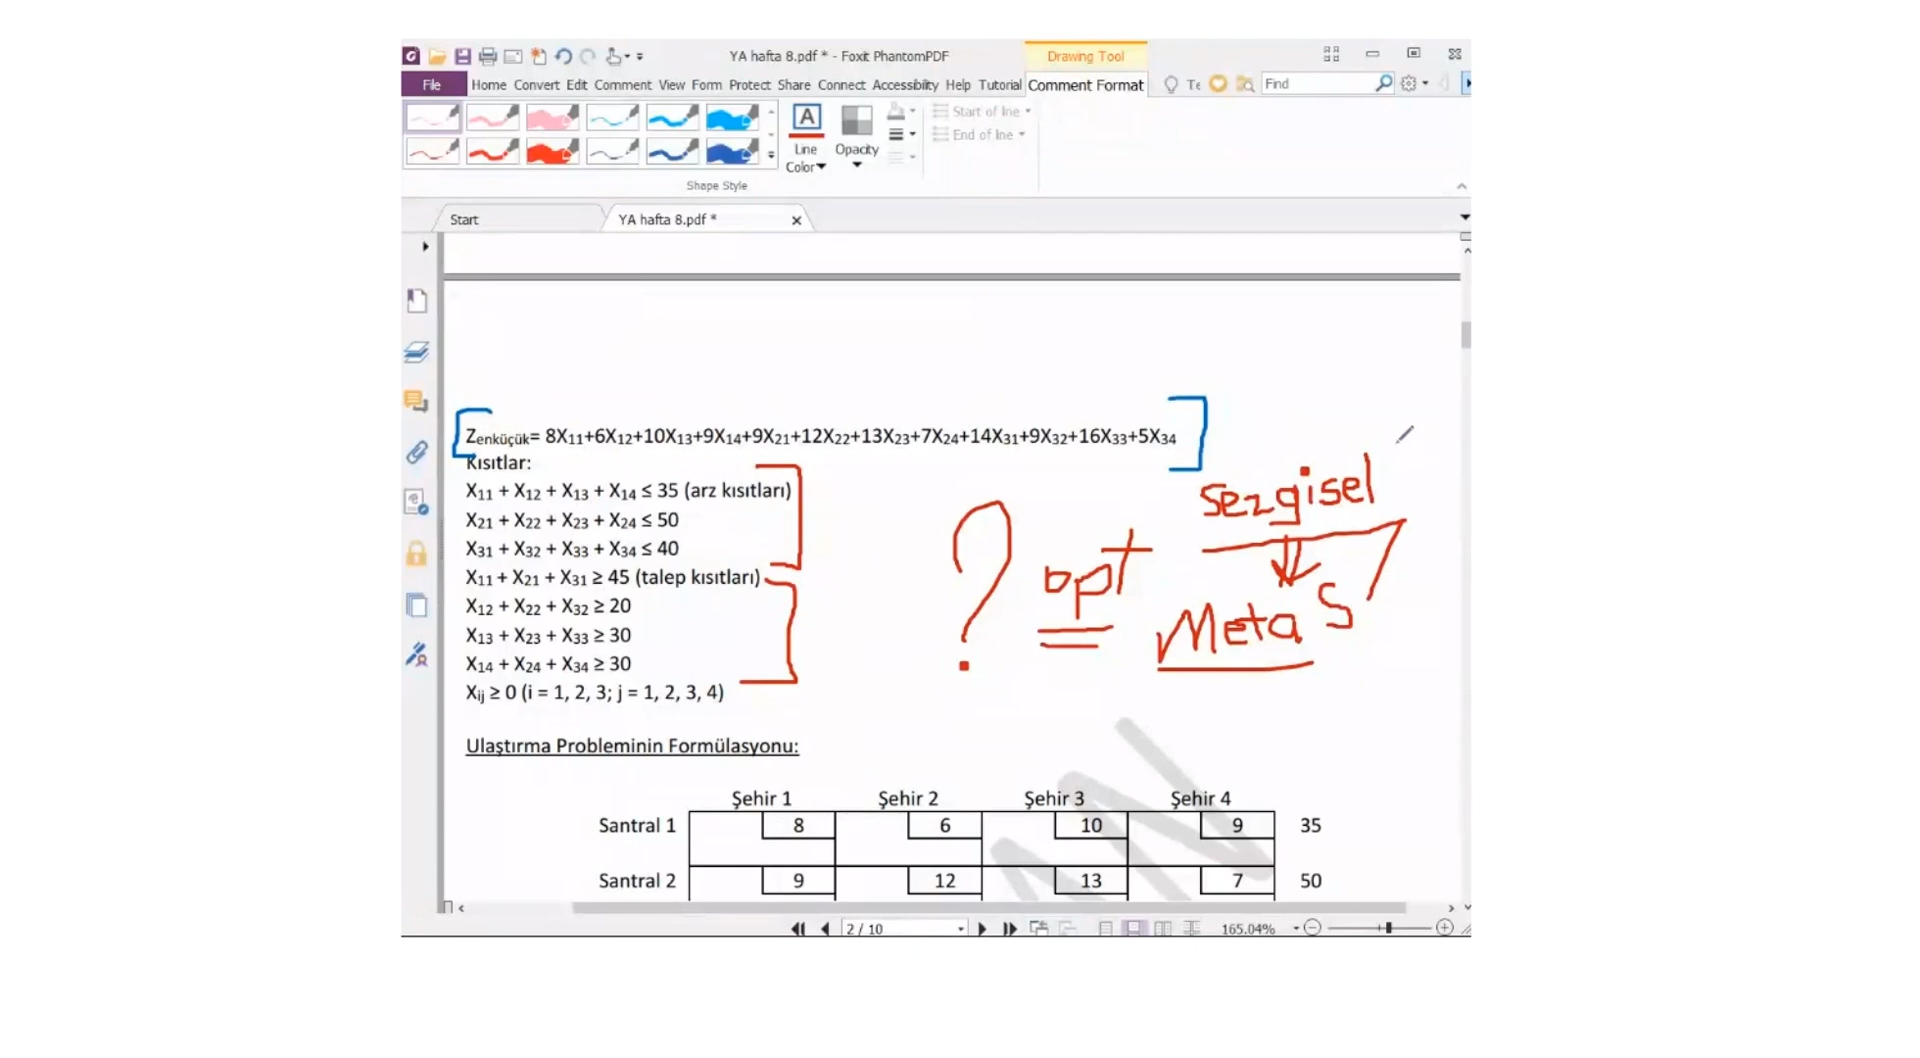 YA hafta 8.pdf * - Foxit PhantomPDF
Drawing Tool
File Home Convert Edit Comment View Form Protect Share Connect Accessibility Help Tutorial Comment Format Te Find
A
Line Color
Opacity
Start of line
End of line
Shape Style
Start
YA hafta 8.pdf *
Zenküçük= 8X11+6X12+10X13+9X14+9X21+12X22+13X23+7X24+14X31+9X32+16X33+5X34
Kısıtlar:
X11 + X12 + X13 + X14 ≤ 35 (arz kısıtları)
X21 + X22 + X23 + X24 ≤ 50
X31 + X32 + X33 + X34 ≤ 40
X11 + X21 + X31 ≥ 45 (talep kısıtları)
X12 + X22 + X32 ≥ 20
X13 + X23 + X33 ≥ 30
X14 + X24 + X34 ≥ 30
Xij ≥ 0 (i = 1, 2, 3; j = 1, 2, 3, 4)
?
opt
sezgisel
Meta S
Ulaştırma Probleminin Formülasyonu:
Şehir 1 Şehir 2 Şehir 3 Şehir 4
Santral 1 8 6 10 9 35
Santral 2 9 12 13 7 50
2 / 10
165.04%